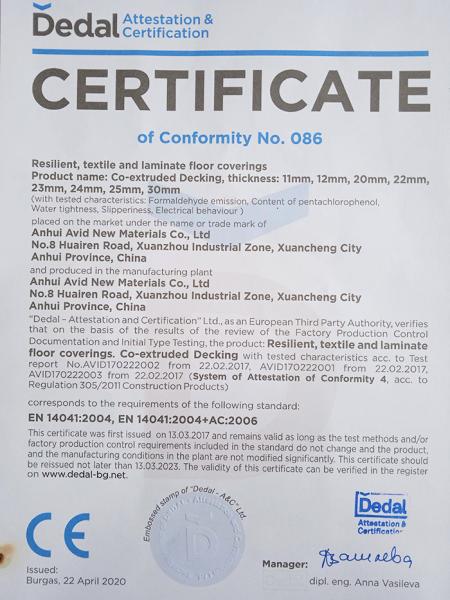 Dedal Attestation &
Certification
CERTIFICATE
of Conformity No. 086
Resilient, textile and laminate floor coverings
Product name: Co-extruded Decking, thickness: 11mm, 12mm, 20mm, 22mm,
23mm, 24mm, 25mm, 30mm
(with tested characteristics: Formaldehyde emission, Content of pentachlorophenol,
Water tightness, Slipperiness, Electrical behaviour )
placed on the market under the name or trade mark of
Anhui Avid New Materials Co., Ltd
No.8 Huairen Road, Xuanzhou Industrial Zone, Xuancheng City
Anhui Province, China
and produced in the manufacturing plant
Anhui Avid New Materials Co., Ltd
No.8 Huairen Road, Xuanzhou Industrial Zone, Xuancheng City
Anhui Province, China
"Dedal – Attestation and Certification" Ltd., as an European Third Party Authority, verifies
that on the basis of the results of the review of the Factory Production Control
Documentation and Initial Type Testing, the product: Resilient, textile and laminate
floor coverings. Co-extruded Decking with tested characteristics acc. to Test
report No.AVID170222002 from 22.02.2017, AVID170222001 from 22.02.2017,
AVID170222003 from 22.02.2017 (System of Attestation of Conformity 4, acc. to
Regulation 305/2011 Construction Products)
corresponds to the requirements of the following standard:
EN 14041:2004, EN 14041:2004+AC:2006
This certificate was first issued on 13.03.2017 and remains valid as long as the test methods and/or
factory production control requirements included in the standard do not change and the product,
and the manufacturing conditions in the plant are not modified significantly. This certificate should
be reissued not later than 13.03.2023. The validity of this certificate can be verified in the register
on www.dedal-bg.net.
Embossed stamp of "Dedal - A&C" Ltd.
Dedal
Attestation &
Certification
CE
Issued:
Burgas, 22 April 2020
Manager:
dipl. eng. Anna Vasileva